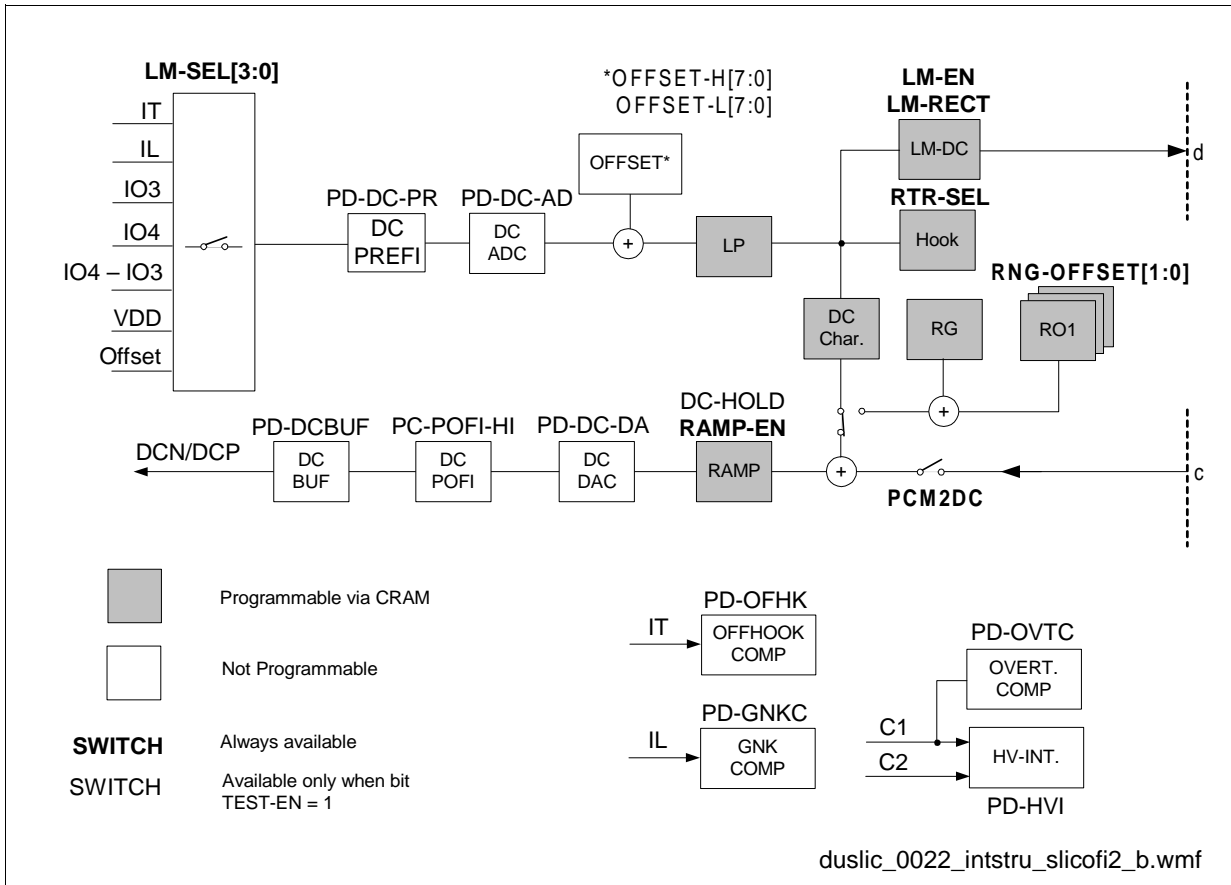 LM-SEL[3:0]
IT
IL
IO3
IO4
IO4 – IO3
VDD
Offset
PD-DC-PR
DC
PREFI
PD-DC-AD
DC
ADC
*OFFSET-H[7:0]
OFFSET-L[7:0]
OFFSET*
+
LP
LM-EN
LM-RECT
LM-DC
d
RTR-SEL
Hook
RNG-OFFSET[1:0]
DC
Char.
RG
RO1
+
DCN/DCP
PD-DCBUF
DC
BUF
PC-POFI-HI
DC
POFI
PD-DC-DA
DC
DAC
DC-HOLD
RAMP-EN
RAMP
+
PCM2DC
c
Programmable via CRAM
Not Programmable
SWITCH
Always available
SWITCH
Available only when bit
TEST-EN = 1
PD-OFHK
IT
OFFHOOK
COMP
PD-GNKC
IL
GNK
COMP
PD-OVTC
OVERT.
COMP
C1
C2
HV-INT.
PD-HVI
duslic_0022_intstru_slicofi2_b.wmf